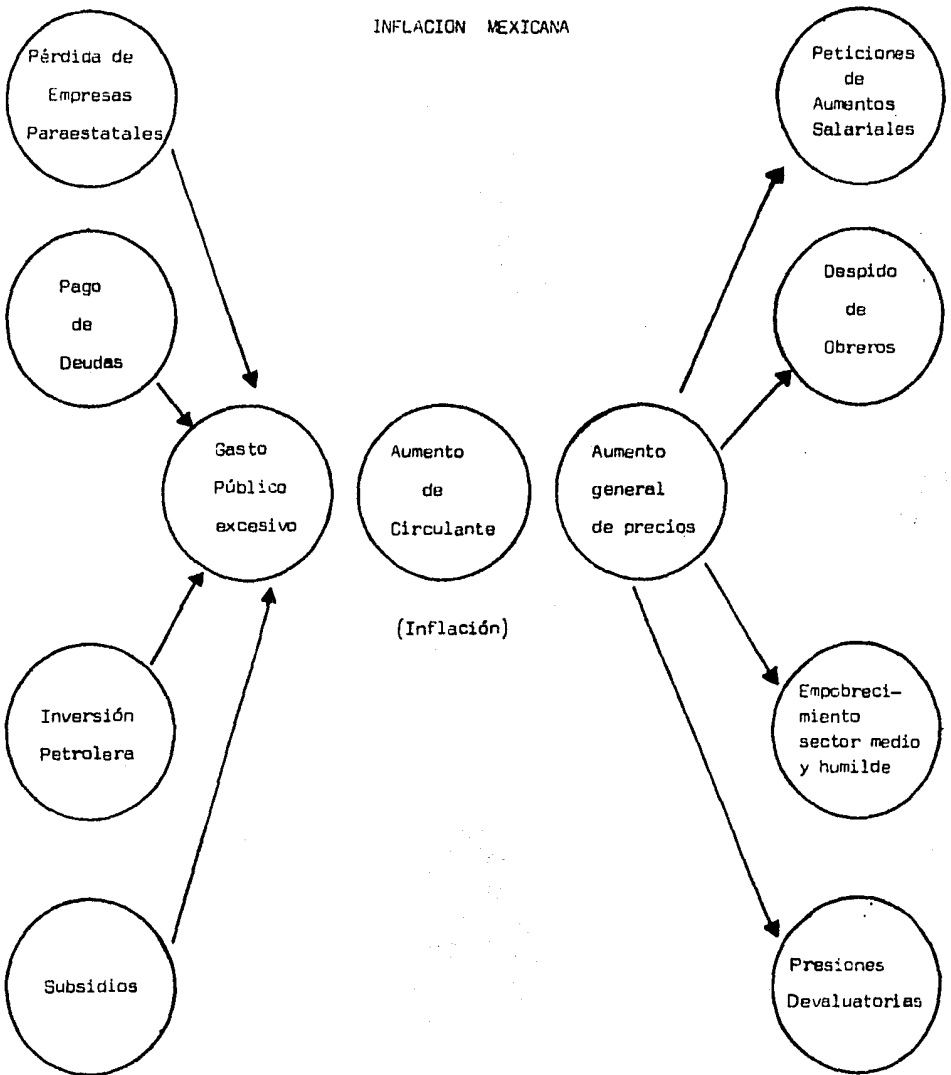 INFLACION MEXICANA
Pérdida de
Empresas
Paraestatales
Pago
de
Deudas
Gasto
Público
excesivo
Inversión
Petrolera
Subsidios
Aumento
de
Circulante
(Inflación)
Aumento
general
de precios
Peticiones
de
Aumentos
Salariales
Despido
de
Obreros
Empobreci-
miento
sector medio
y humilde
Presiones
Devaluatorias